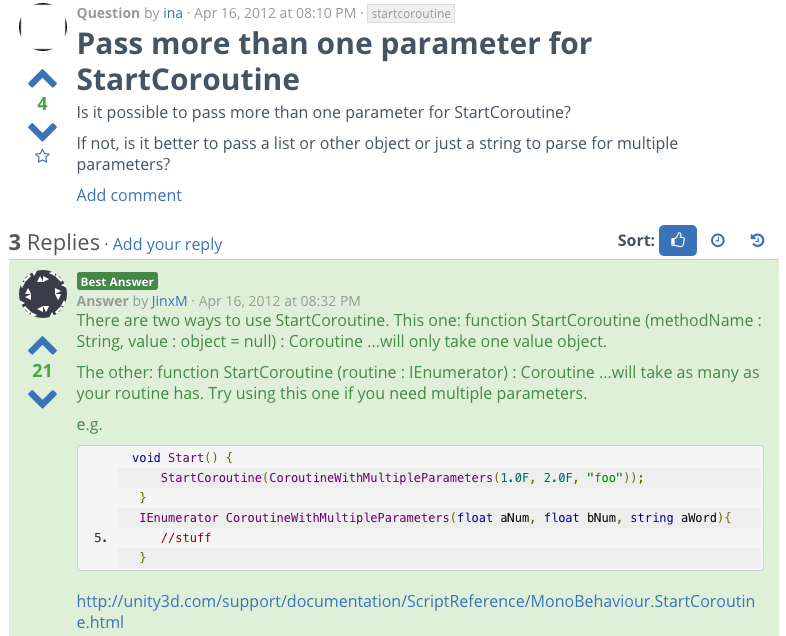 Question by ina · Apr 16, 2012 at 08:10 PM · startcoroutine
Pass more than one parameter for
StartCoroutine
4
Is it possible to pass more than one parameter for StartCoroutine?
If not, is it better to pass a list or other object or just a string to parse for multiple
parameters?
Add comment
3 Replies · Add your reply
Sort:
Best Answer
Answer by JinxM · Apr 16, 2012 at 08:32 PM
21
There are two ways to use StartCoroutine. This one: function StartCoroutine (methodName :
String, value : object = null) : Coroutine ...will only take one value object.
The other: function StartCoroutine (routine : IEnumerator) : Coroutine ...will take as many as
your routine has. Try using this one if you need multiple parameters.
e.g.
void Start() {
StartCoroutine(CoroutineWithMultipleParameters(1.0F, 2.0F, "foo"));
}
IEnumerator CoroutineWithMultipleParameters(float aNum, float bNum, string aWord){
5. //stuff
}
http://unity3d.com/support/documentation/ScriptReference/MonoBehaviour.StartCoroutin
e.html